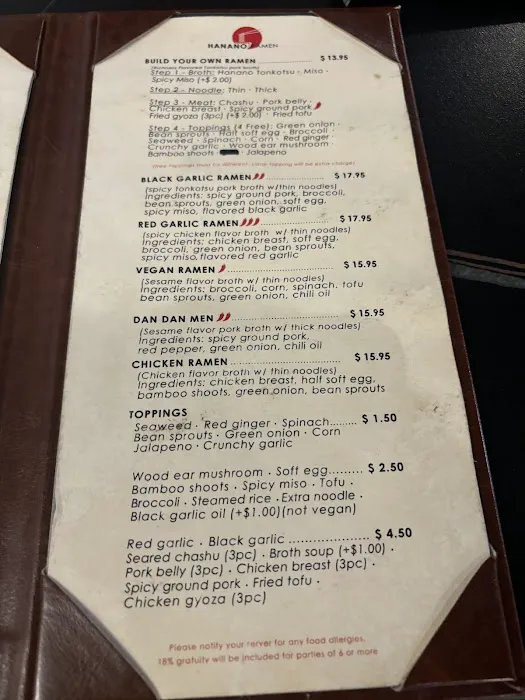 HANANO RAMEN
BUILD YOUR OWN RAMEN $ 13.95
Step 1 - Broth: Hanano tonkotsu · Miso ·
Spicy Miso (+$ 2.00)
Step 2 - Noodle: Thin · Thick
Step 3 - Meat: Chashu · Pork belly ·
Chicken breast · Spicy ground pork
Fried gyoza (3pc) (+$ 2.00) · Fried tofu
Step 4 - Toppings (4 Free): Green onion ·
Bean sprouts · Half soft egg · Broccoli ·
Seaweed · Spinach · Corn · Red ginger ·
Crunchy garlic · Wood ear mushroom ·
Bamboo shoots · Jalapeno
BLACK GARLIC RAMEN $ 17.95
(spicy tonkotsu pork broth w/thin noodles)
Ingredients: spicy ground pork, broccoli,
bean sprouts, green onion, soft egg,
spicy miso, flavored black garlic
RED GARLIC RAMEN $ 17.95
(spicy chicken flavor broth w/ thin noodles)
Ingredients: chicken breast, soft egg,
broccoli, green onion, bean sprouts,
spicy miso, flavored red garlic
VEGAN RAMEN $ 15.95
(Sesame flavor broth w/ thin noodles)
Ingredients: broccoli, corn, spinach, tofu
bean sprouts, green onion, chili oil
DAN DAN MEN $ 15.95
(Sesame flavor pork broth w/ thick noodles)
Ingredients: spicy ground pork,
red pepper, green onion, chili oil
CHICKEN RAMEN $ 15.95
(Chicken flavor broth w/ thin noodles)
Ingredients: chicken breast, half soft egg,
bamboo shoots, green onion, bean sprouts
TOPPINGS
Seaweed · Red ginger · Spinach......... $ 1.50
Bean sprouts · Green onion · Corn
Jalapeno · Crunchy garlic
Wood ear mushroom · Soft egg......... $ 2.50
Bamboo shoots · Spicy miso · Tofu ·
Broccoli · Steamed rice · Extra noodle ·
Black garlic oil (+$1.00)(not vegan)
Red garlic · Black garlic ..................... $ 4.50
Seared chashu (3pc) · Broth soup (+$1.00) ·
Pork belly (3pc) · Chicken breast (3pc) ·
Spicy ground pork · Fried tofu ·
Chicken gyoza (3pc)
Please notify your rerver for any food allergies.
18% gratuity will be included for parties at 6 or more